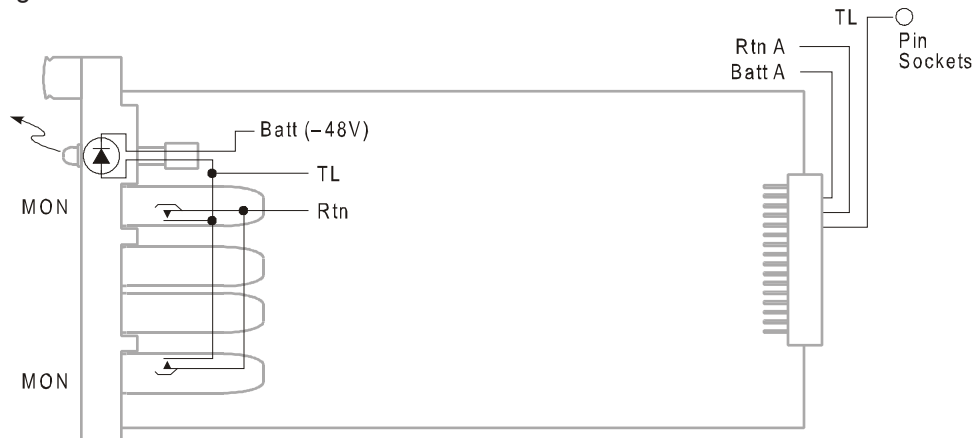 TL
Rtn A
Pin
Sockets
Batt A
Batt (–48V)
TL
MON
Rtn
MON